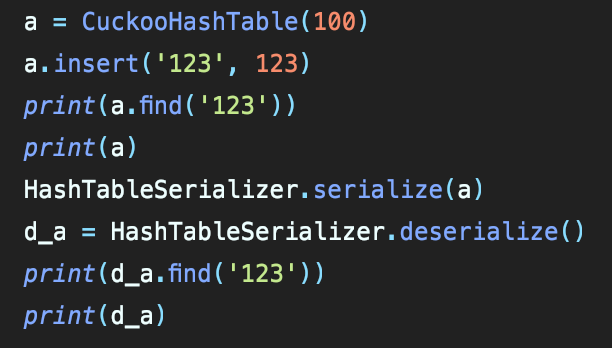 a = CuckooHashTable(100)
a.insert('123', 123)
print(a.find('123'))
print(a)
HashTableSerializer.serialize(a)
d_a = HashTableSerializer.deserialize()
print(d_a.find('123'))
print(d_a)